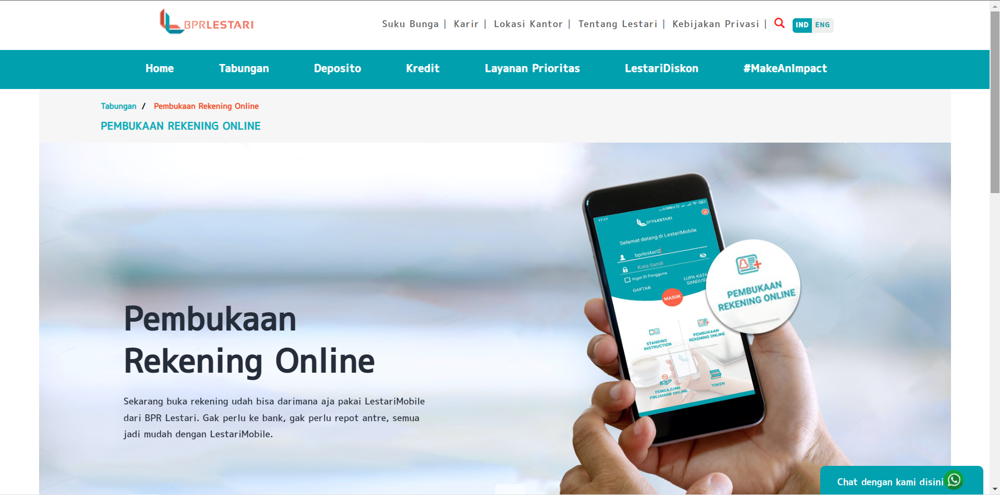 BPRLESTARI
Suku Bunga | Karir | Lokasi Kantor | Tentang Lestari | Kebijakan Privasi |
IND ENG
Home Tabungan Deposito Kredit Layanan Prioritas LestariDiskon #MakeAnImpact
Tabungan / Pembukaan Rekening Online
PEMBUKAAN REKENING ONLINE
17:17
BPRLESTARI
Selamat datang di LestariMobile
bprlestari2
Kata Sandi
Ingat ID Pengguna
DAFTAR
LUPA KATA
SANDI/ID
MASUK
PEMBUKAAN
REKENING ONLINE
STANDING
INSTRUCTION
PEMBUKAAN
REKENING ONLINE
PENGAJUAN
PINJAMAN ONLINE
TOKEN
Pembukaan
Rekening Online
Sekarang buka rekening udah bisa darimana aja pakai LestariMobile
dari BPR Lestari. Gak perlu ke bank, gak perlu repot antre, semua
jadi mudah dengan LestariMobile.
Chat dengan kami disini